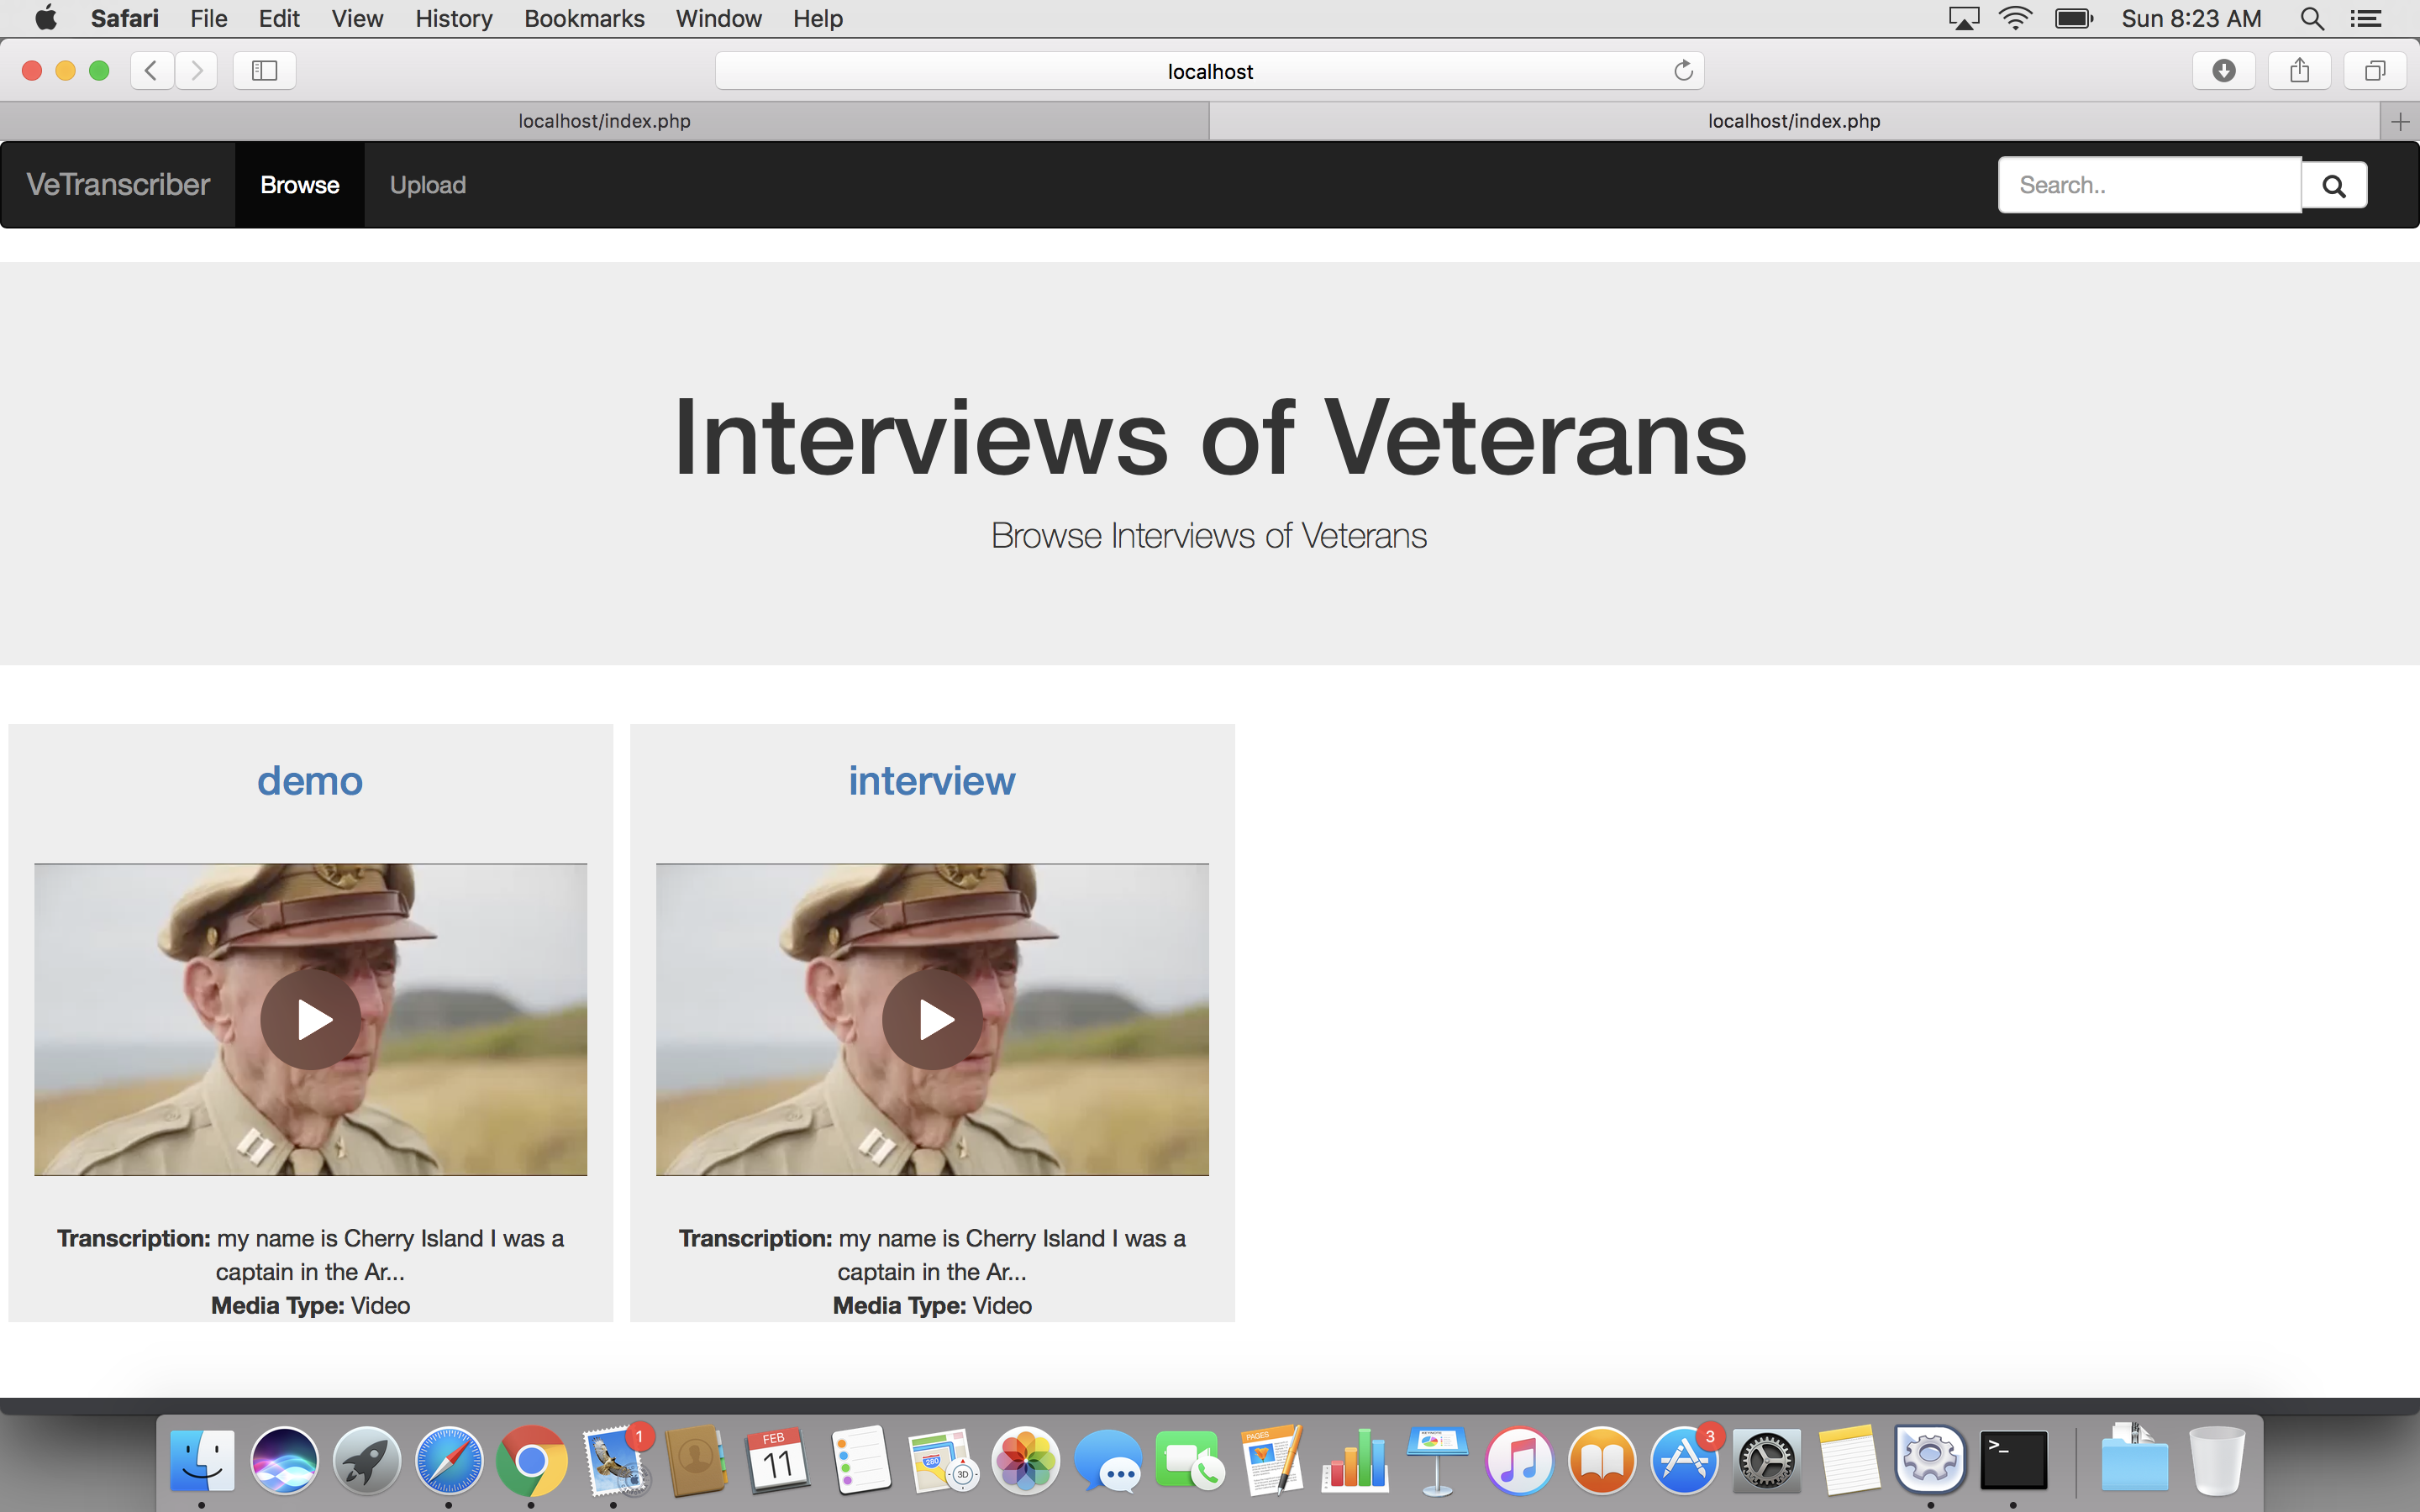 Safari File Edit View History Bookmarks Window Help Sun 8:23 AM
localhost
localhost/index.php localhost/index.php
VeTranscriber Browse Upload Search..
Interviews of Veterans
Browse Interviews of Veterans
demo
interview
Transcription: my name is Cherry Island I was a
captain in the Ar...
Media Type: Video
Transcription: my name is Cherry Island I was a
captain in the Ar...
Media Type: Video
1
FEB
11
280
3D
PAGES
3
>_